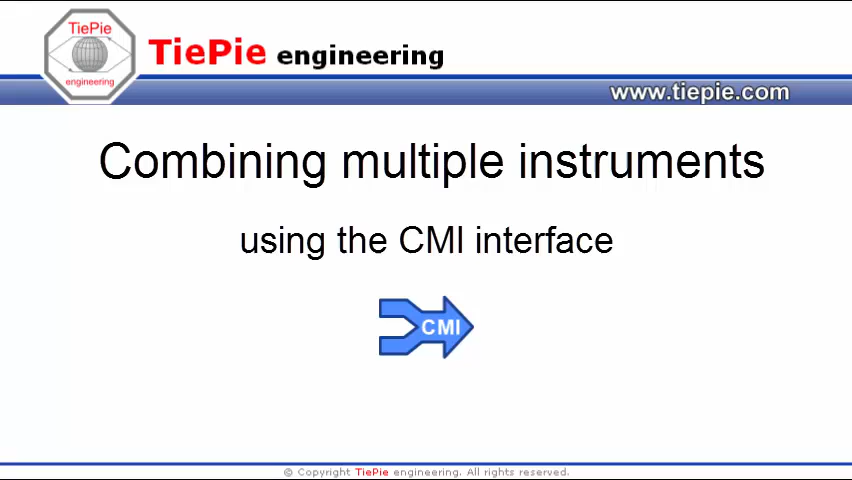 TiePie
engineering
TiePie engineering
www.tiepie.com
Combining multiple instruments
using the CMI interface
CMI
© Copyright TiePie engineering. All rights reserved.